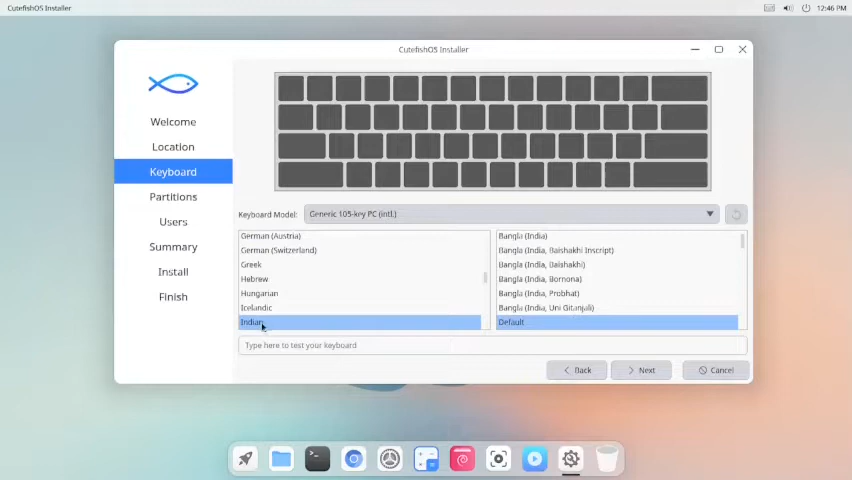 CutefishOS Installer
12:46 PM
CutefishOS Installer
Welcome
Location
Keyboard
Partitions
Users
Summary
Install
Finish
Keyboard Model:
Generic 105-key PC (intl.)
German (Austria)
German (Switzerland)
Greek
Hebrew
Hungarian
Icelandic
Indian
Bangla (India)
Bangla (India, Baishakhi Inscript)
Bangla (India, Baishakhi)
Bangla (India, Bornona)
Bangla (India, Probhat)
Bangla (India, Uni Gitanjali)
Default
Type here to test your keyboard
Back
Next
Cancel